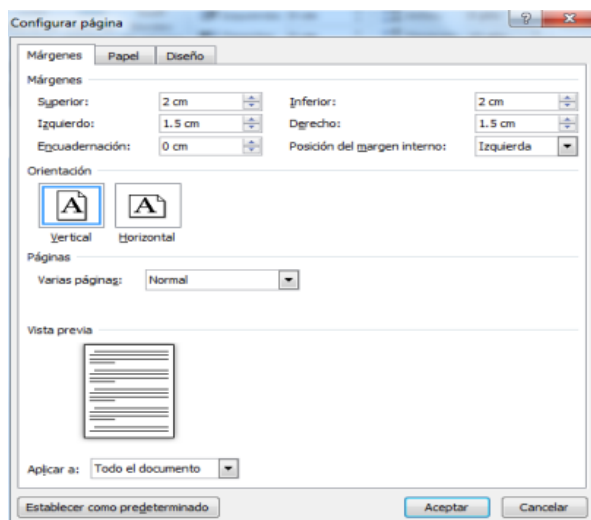 Configurar página
Márgenes Papel Diseño
Márgenes
Superior: 2 cm Inferior: 2 cm
Izquierdo: 1.5 cm Derecho: 1.5 cm
Encuadernación: 0 cm Posición del margen interno: Izquierda
Orientación
A A
Vertical Horizontal
Páginas
Varias páginas: Normal
Vista previa
Aplicar a: Todo el documento
Establecer como predeterminado Aceptar Cancelar